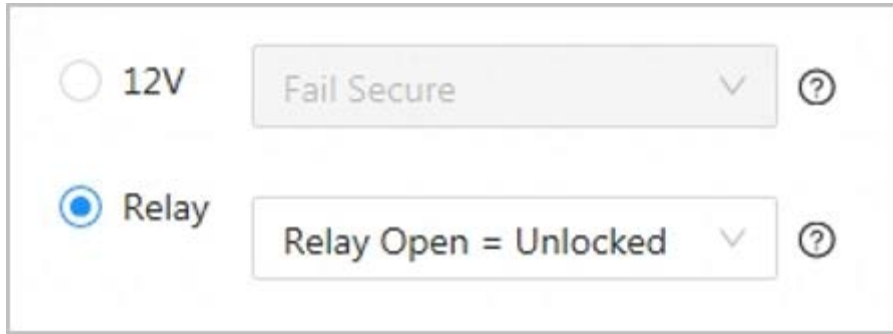 12V Fail Secure ?
Relay Relay Open = Unlocked ?